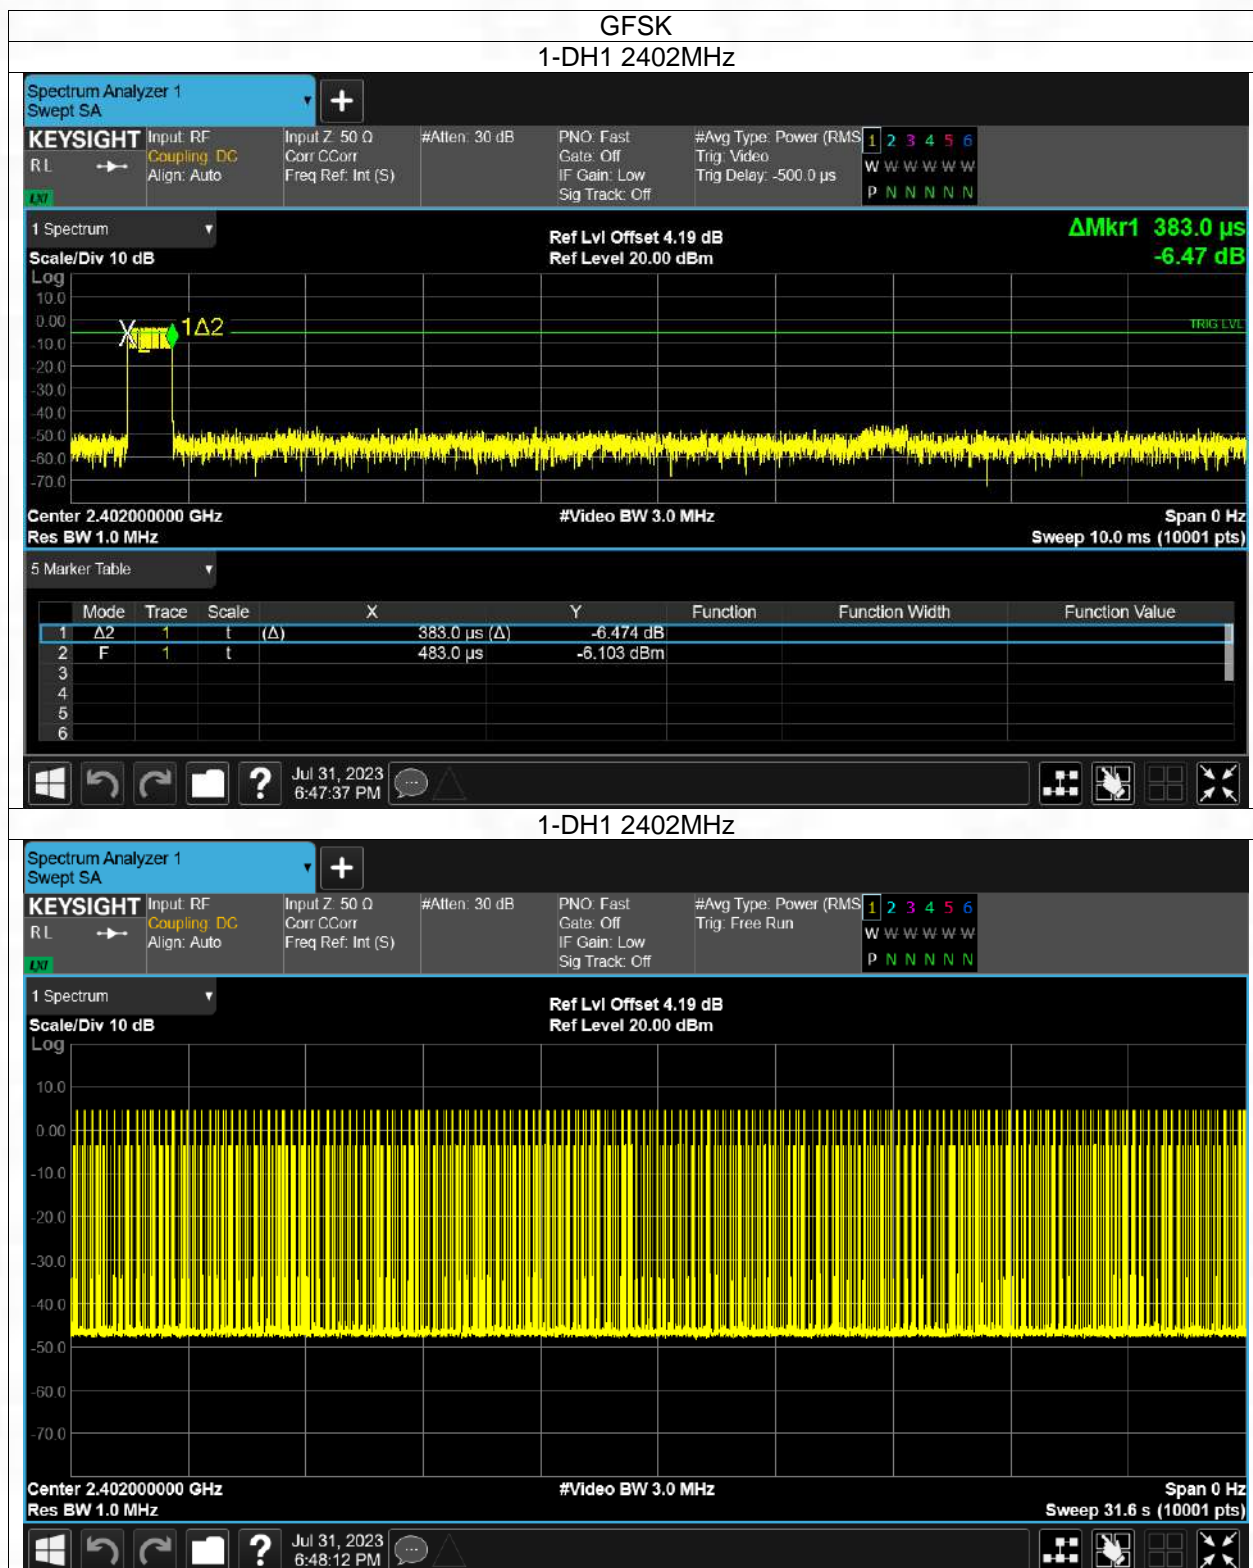 GFSK
1-DH1 2402MHz
Spectrum Analyzer 1
Swept SA
+
KEYSIGHT
RL
LXI
Input: RF
Coupling: DC
Align: Auto
Input Z: 50 Ω
Corr CCorr
Freq Ref: Int (S)
#Atten: 30 dB
PNO: Fast
Gate: Off
IF Gain: Low
Sig Track: Off
#Avg Type: Power (RMS
Trig: Video
Trig Delay: -500.0 µs
1 2 3 4 5 6
W W W W W W
P N N N N N
1 Spectrum
Scale/Div 10 dB
Ref Lvl Offset 4.19 dB
Ref Level 20.00 dBm
ΔMkr1 383.0 µs
-6.47 dB
Log
10.0
0.00
-10.0
-20.0
-30.0
-40.0
-50.0
-60.0
-70.0
X
1Δ2
TRIG LVL
Center 2.402000000 GHz
#Video BW 3.0 MHz
Span 0 Hz
Res BW 1.0 MHz
Sweep 10.0 ms (10001 pts)
5 Marker Table
Mode Trace Scale X Y Function Function Width Function Value
1 Δ2 1 t (Δ) 383.0 µs (Δ) -6.474 dB
2 F 1 t 483.0 µs -6.103 dBm
3
4
5
6
?
Jul 31, 2023
6:47:37 PM
1-DH1 2402MHz
Spectrum Analyzer 1
Swept SA
+
KEYSIGHT
RL
LXI
Input: RF
Coupling: DC
Align: Auto
Input Z: 50 Ω
Corr CCorr
Freq Ref: Int (S)
#Atten: 30 dB
PNO: Fast
Gate: Off
IF Gain: Low
Sig Track: Off
#Avg Type: Power (RMS
Trig: Free Run
1 2 3 4 5 6
W W W W W W
P N N N N N
1 Spectrum
Scale/Div 10 dB
Ref Lvl Offset 4.19 dB
Ref Level 20.00 dBm
Log
10.0
0.00
-10.0
-20.0
-30.0
-40.0
-50.0
-60.0
-70.0
Center 2.402000000 GHz
#Video BW 3.0 MHz
Span 0 Hz
Res BW 1.0 MHz
Sweep 31.6 s (10001 pts)
?
Jul 31, 2023
6:48:12 PM